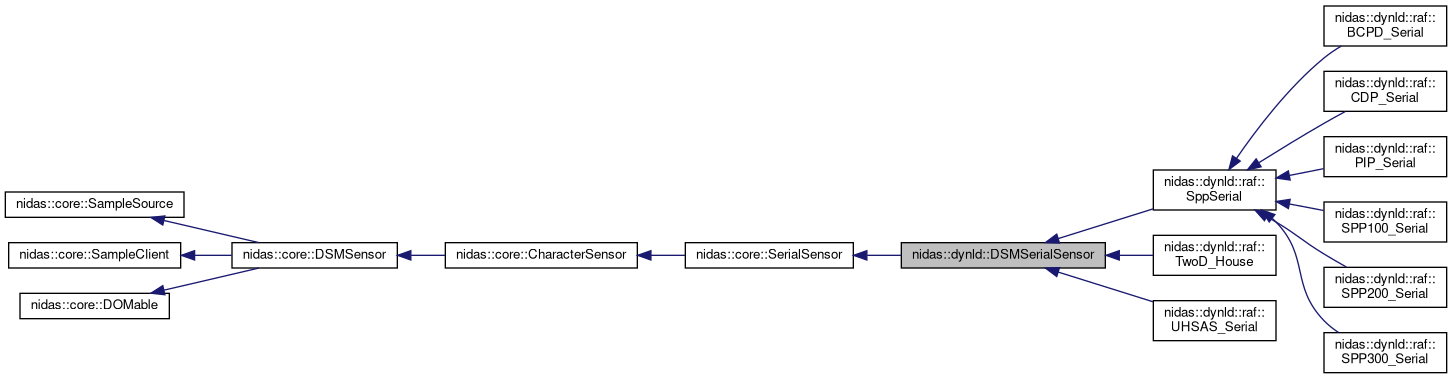 nidas::core::SampleSource
nidas::core::SampleClient
nidas::core::DOMable
nidas::core::DSMSensor
nidas::core::CharacterSensor
nidas::core::SerialSensor
nidas::dynld::DSMSerialSensor
nidas::dynld::raf::
SppSerial
nidas::dynld::raf::
TwoD_House
nidas::dynld::raf::
UHSAS_Serial
nidas::dynld::raf::
BCPD_Serial
nidas::dynld::raf::
CDP_Serial
nidas::dynld::raf::
PIP_Serial
nidas::dynld::raf::
SPP100_Serial
nidas::dynld::raf::
SPP200_Serial
nidas::dynld::raf::
SPP300_Serial